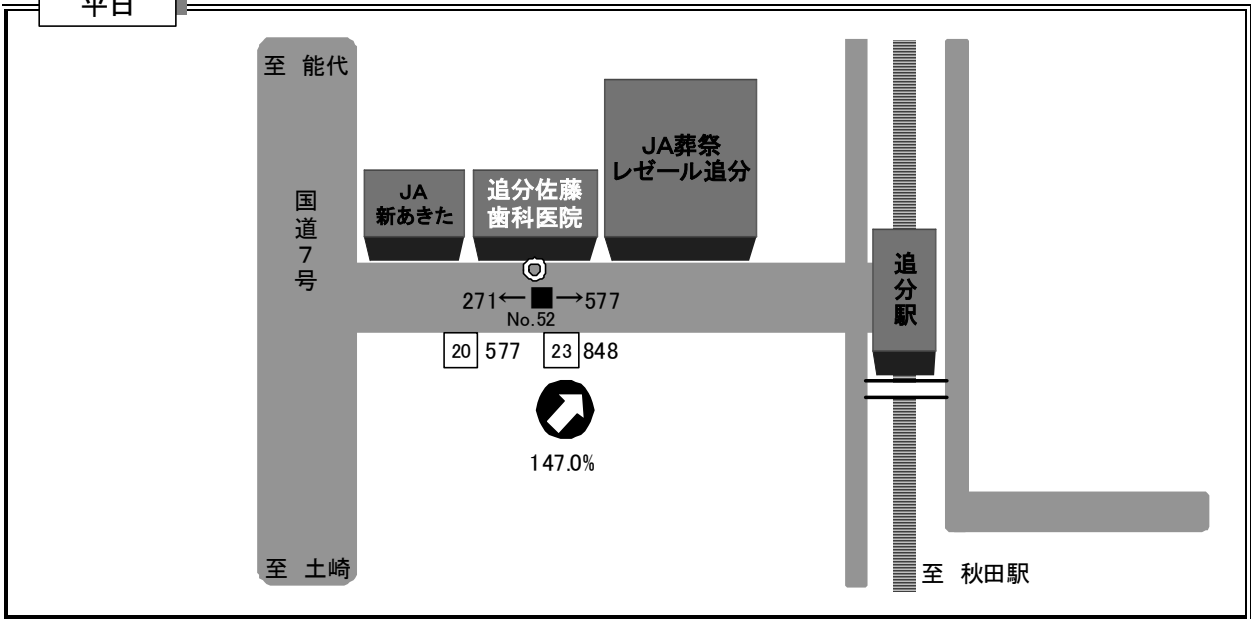 平日
至 能代
国道7号
JA
新あきた
追分佐藤
歯科医院
JA葬祭
レゼール追分
追分駅
271←■→577
No.52
20 577 23 848
147.0%
至 土崎
至 秋田駅